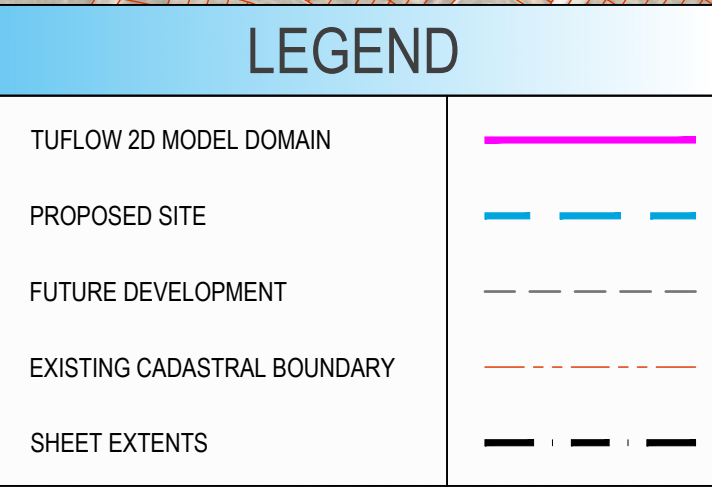 LEGEND
TUFLOW 2D MODEL DOMAIN
PROPOSED SITE
FUTURE DEVELOPMENT
EXISTING CADASTRAL BOUNDARY
SHEET EXTENTS